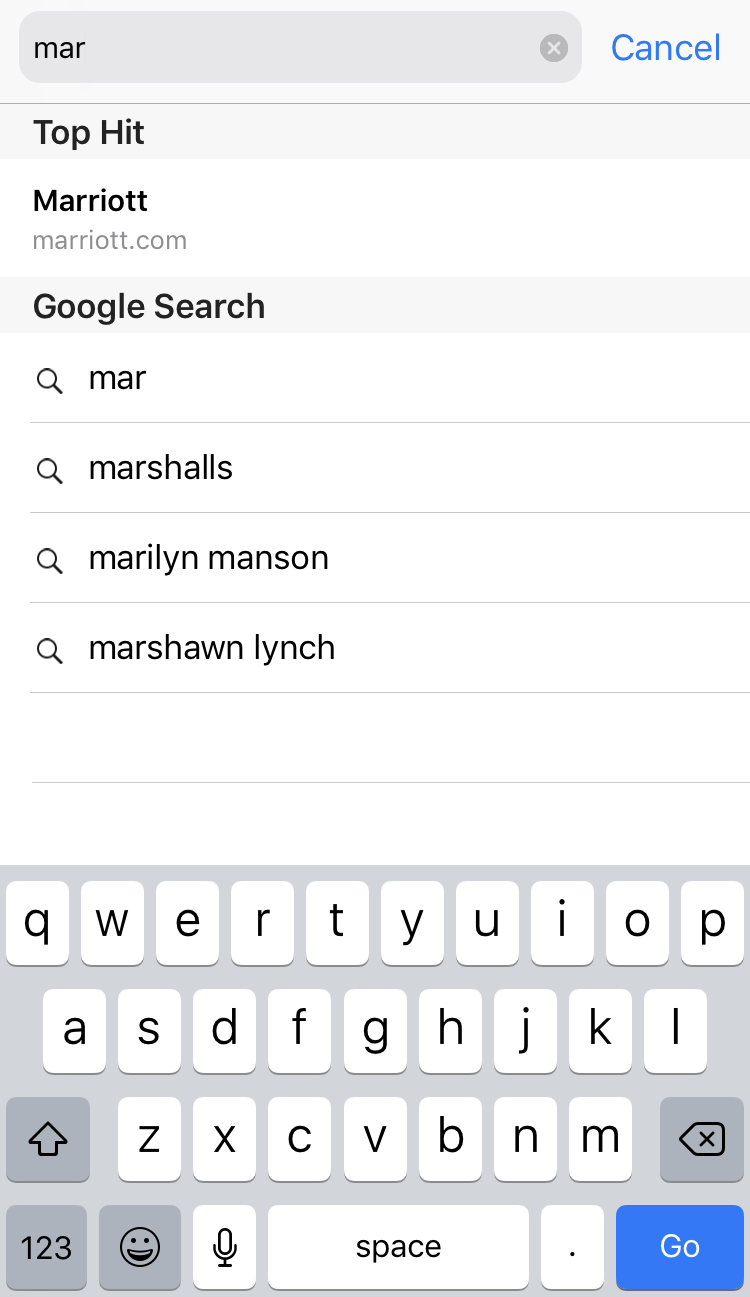 mar Cancel
Top Hit
Marriott
marriott.com
Google Search
mar
marshalls
marilyn manson
marshawn lynch
q w e r t y u i o p
a s d f g h j k l
z x c v b n m
123 space . Go